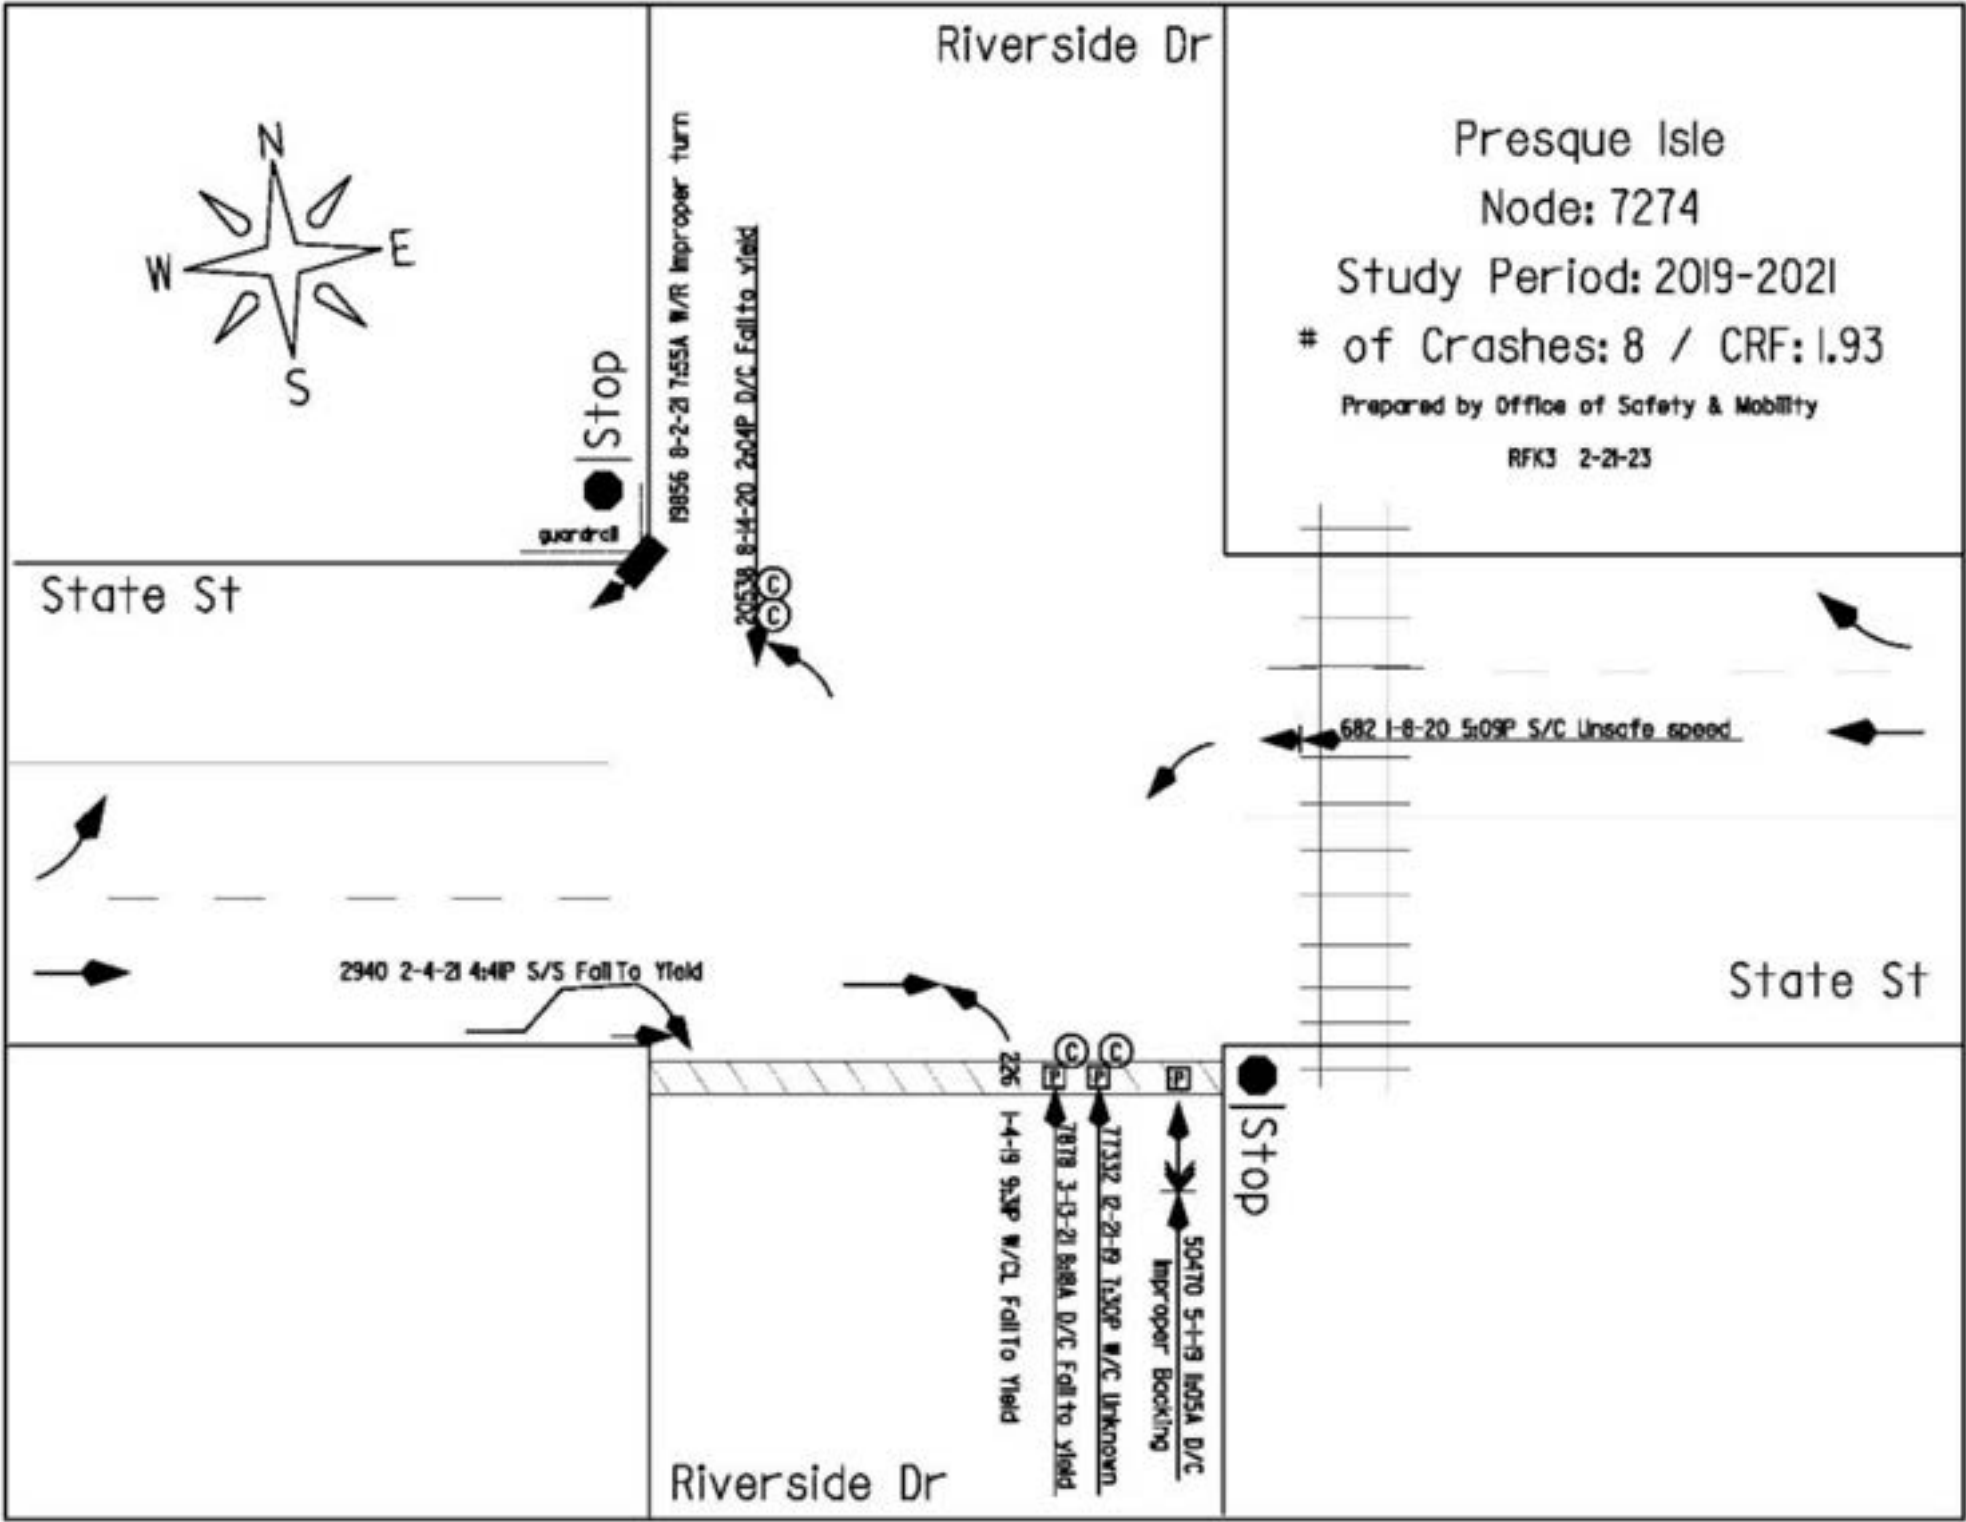 Riverside Dr
Presque Isle
Node: 7274
Study Period: 2019-2021
# of Crashes: 8 / CRF: 1.93
Prepared by Office of Safety & Mobility
RFK3 2-21-23
N
W
E
S
Stop
guardrail
19856 8-2-21 7:55A W/R Improper turn
20538 8-14-20 2:04P D/C Fail to yield
C
C
State St
682 1-8-20 5:09P S/C Unsafe speed
2940 2-4-21 4:41P S/S Fail To Yield
State St
C
C
P
P
P
Stop
226 1-4-19 9:31P W/CL Fail To Yield
7878 3-13-21 8:18A D/C Fail to yield
77332 12-21-19 7:30P W/C Unknown
50470 5-1-19 D/C
Improper Backing
Riverside Dr